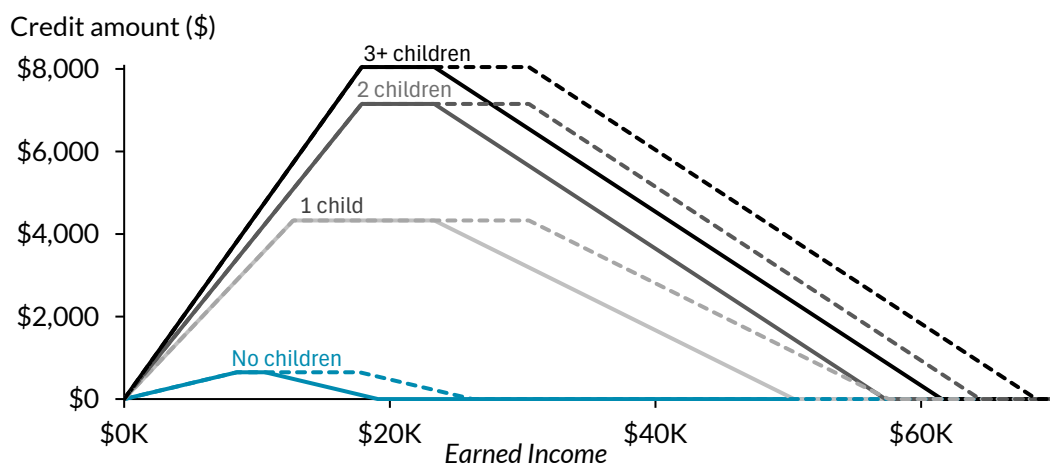 Credit amount ($)
$8,000
3+ children
2 children
$6,000
1 child
$4,000
$2,000
No children
$0
$0K
$20K
$40K
$60K
Earned Income